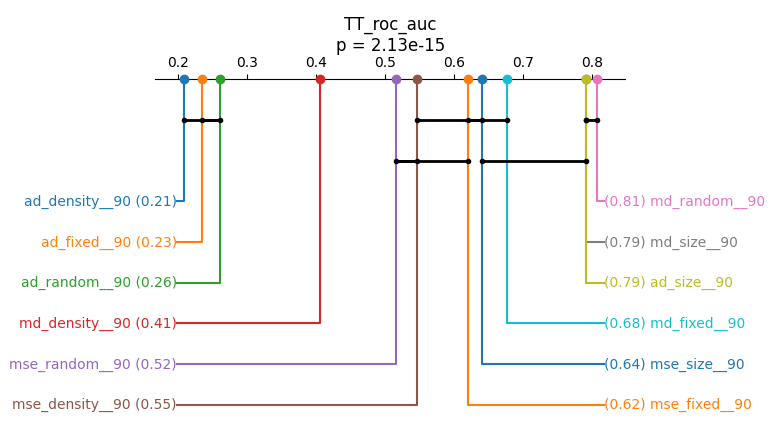 TT_roc_auc
p = 2.13e-15
0.2 0.3 0.4 0.5 0.6 0.7 0.8
ad_density__90 (0.21) (0.81) md_random__90
ad_fixed__90 (0.23) (0.79) md_size__90
ad_random__90 (0.26) (0.79) ad_size__90
md_density__90 (0.41) (0.68) md_fixed__90
mse_random__90 (0.52) (0.64) mse_size__90
mse_density__90 (0.55) (0.62) mse_fixed__90